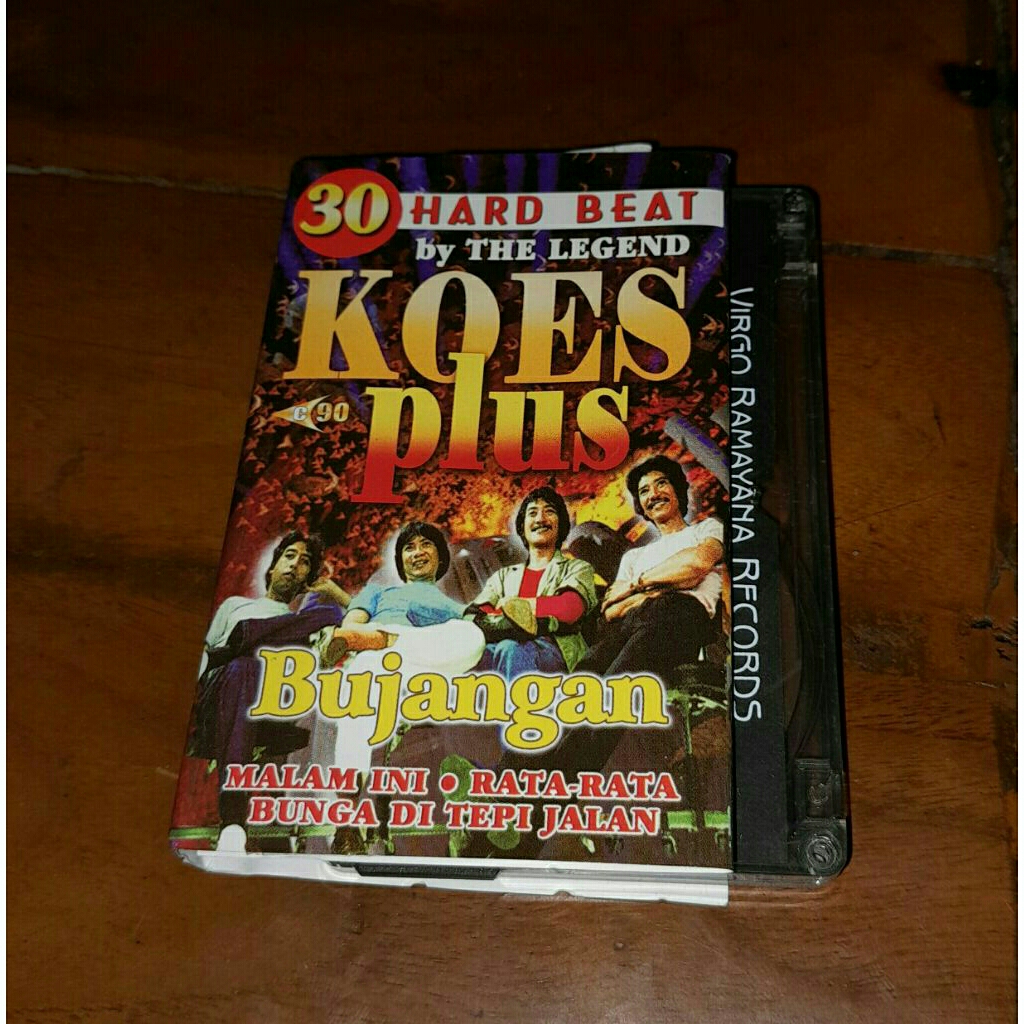 30 HARD BEAT
by THE LEGEND
KOES
plus
C 90
Bujangan
MALAM INI • RATA-RATA
BUNGA DI TEPI JALAN
VIRGO RAMAYANA RECORDS